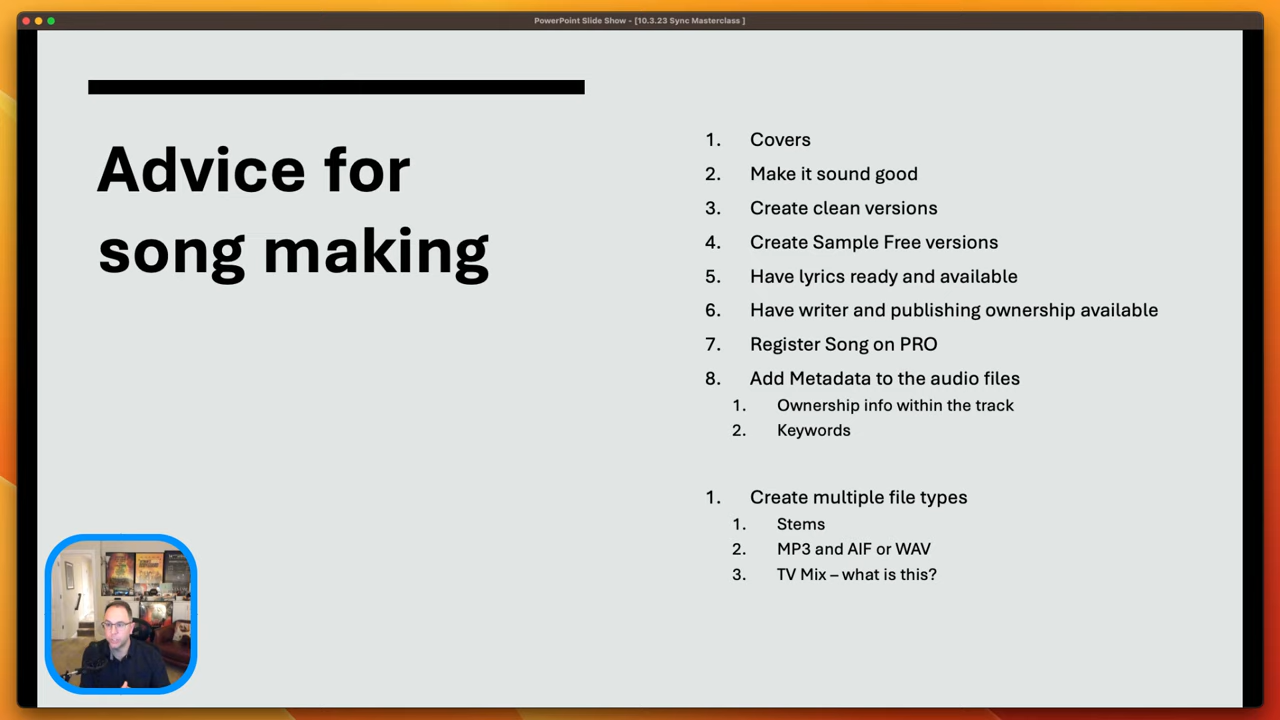 PowerPoint Slide Show - [10.3.23 Sync Masterclass ]
Advice for
song making
1. Covers
2. Make it sound good
3. Create clean versions
4. Create Sample Free versions
5. Have lyrics ready and available
6. Have writer and publishing ownership available
7. Register Song on PRO
8. Add Metadata to the audio files
1. Ownership info within the track
2. Keywords
1. Create multiple file types
1. Stems
2. MP3 and AIF or WAV
3. TV Mix – what is this?